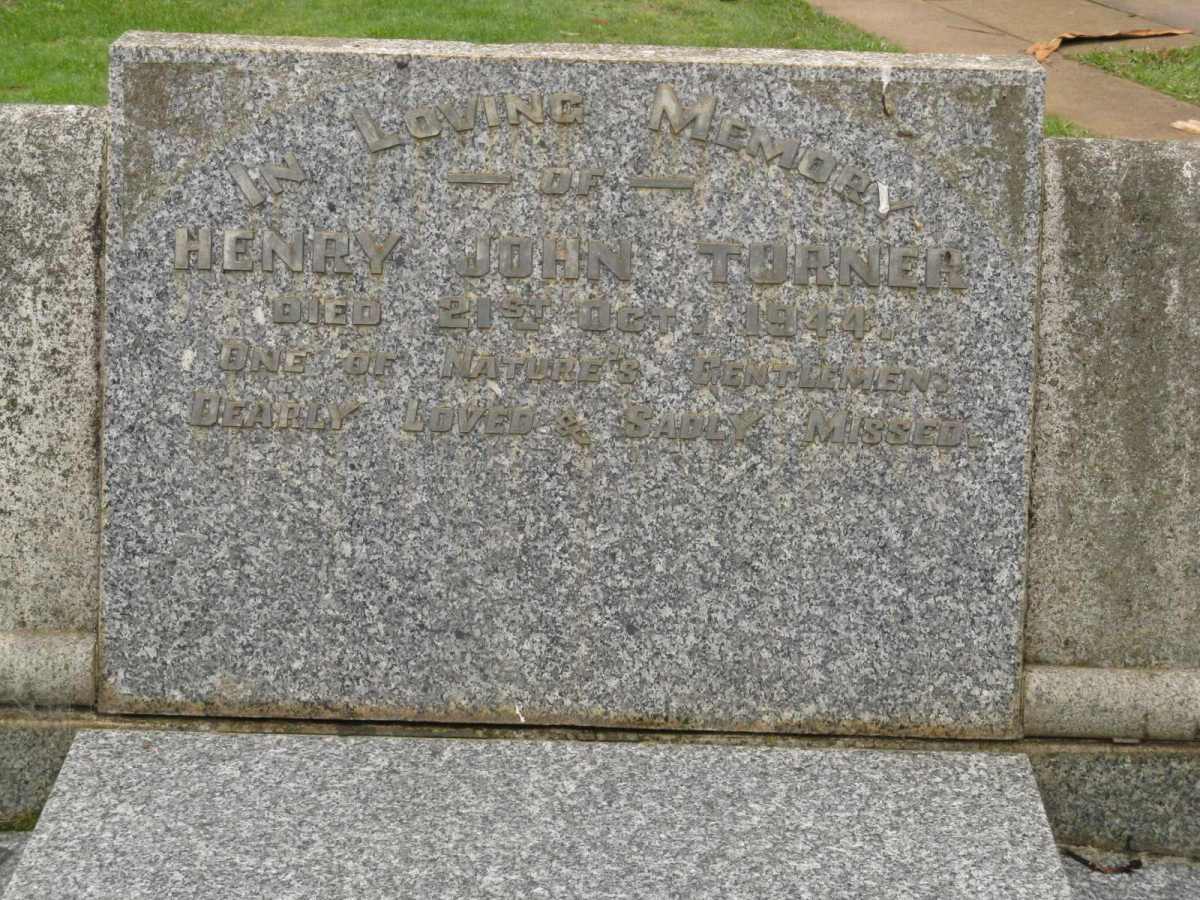 In Loving Memory
— OF —
HENRY JOHN TURNER
DIED 21ST OCT. 1944.
ONE OF NATURE'S GENTLEMEN.
DEARLY LOVED & SADLY MISSED.